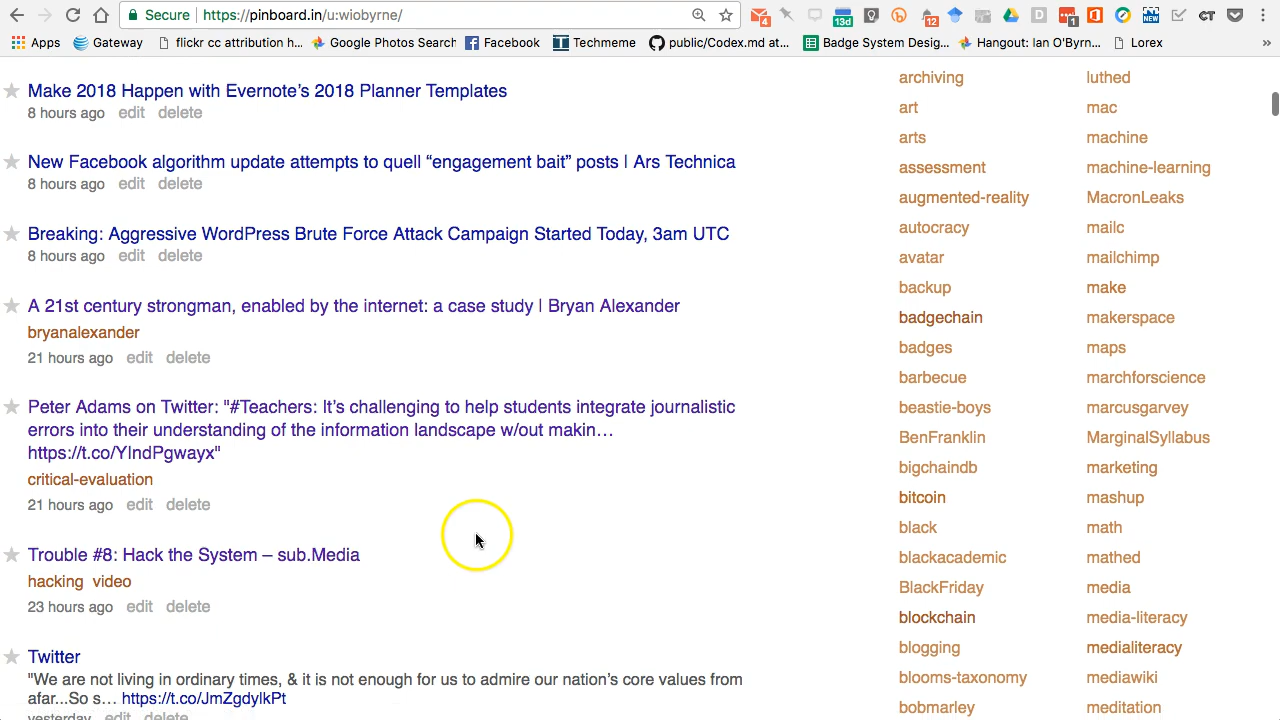 Secure https://pinboard.in/u:wiobyrne/
4 13d 12 1 NEW CT
Apps Gateway flickr cc attribution h... Google Photos Search Facebook Techmeme public/Codex.md at... Badge System Desig... Hangout: Ian O'Byrn... Lorex »
Make 2018 Happen with Evernote's 2018 Planner Templates
8 hours ago edit delete
New Facebook algorithm update attempts to quell “engagement bait” posts | Ars Technica
8 hours ago edit delete
Breaking: Aggressive WordPress Brute Force Attack Campaign Started Today, 3am UTC
8 hours ago edit delete
A 21st century strongman, enabled by the internet: a case study | Bryan Alexander
bryanalexander
21 hours ago edit delete
Peter Adams on Twitter: "#Teachers: It's challenging to help students integrate journalistic
errors into their understanding of the information landscape w/out makin…
https://t.co/YIndPgwayx"
critical-evaluation
21 hours ago edit delete
Trouble #8: Hack the System – sub.Media
hacking video
23 hours ago edit delete
Twitter
"We are not living in ordinary times, & it is not enough for us to admire our nation's core values from
afar...So s… https://t.co/JmZgdylkPt
yesterday edit delete
archiving
art
arts
assessment
augmented-reality
autocracy
avatar
backup
badgechain
badges
barbecue
beastie-boys
BenFranklin
bigchaindb
bitcoin
black
blackacademic
BlackFriday
blockchain
blogging
blooms-taxonomy
bobmarley
luthed
mac
machine
machine-learning
MacronLeaks
mailc
mailchimp
make
makerspace
maps
marchforscience
marcusgarvey
MarginalSyllabus
marketing
mashup
math
mathed
media
media-literacy
medialiteracy
mediawiki
meditation